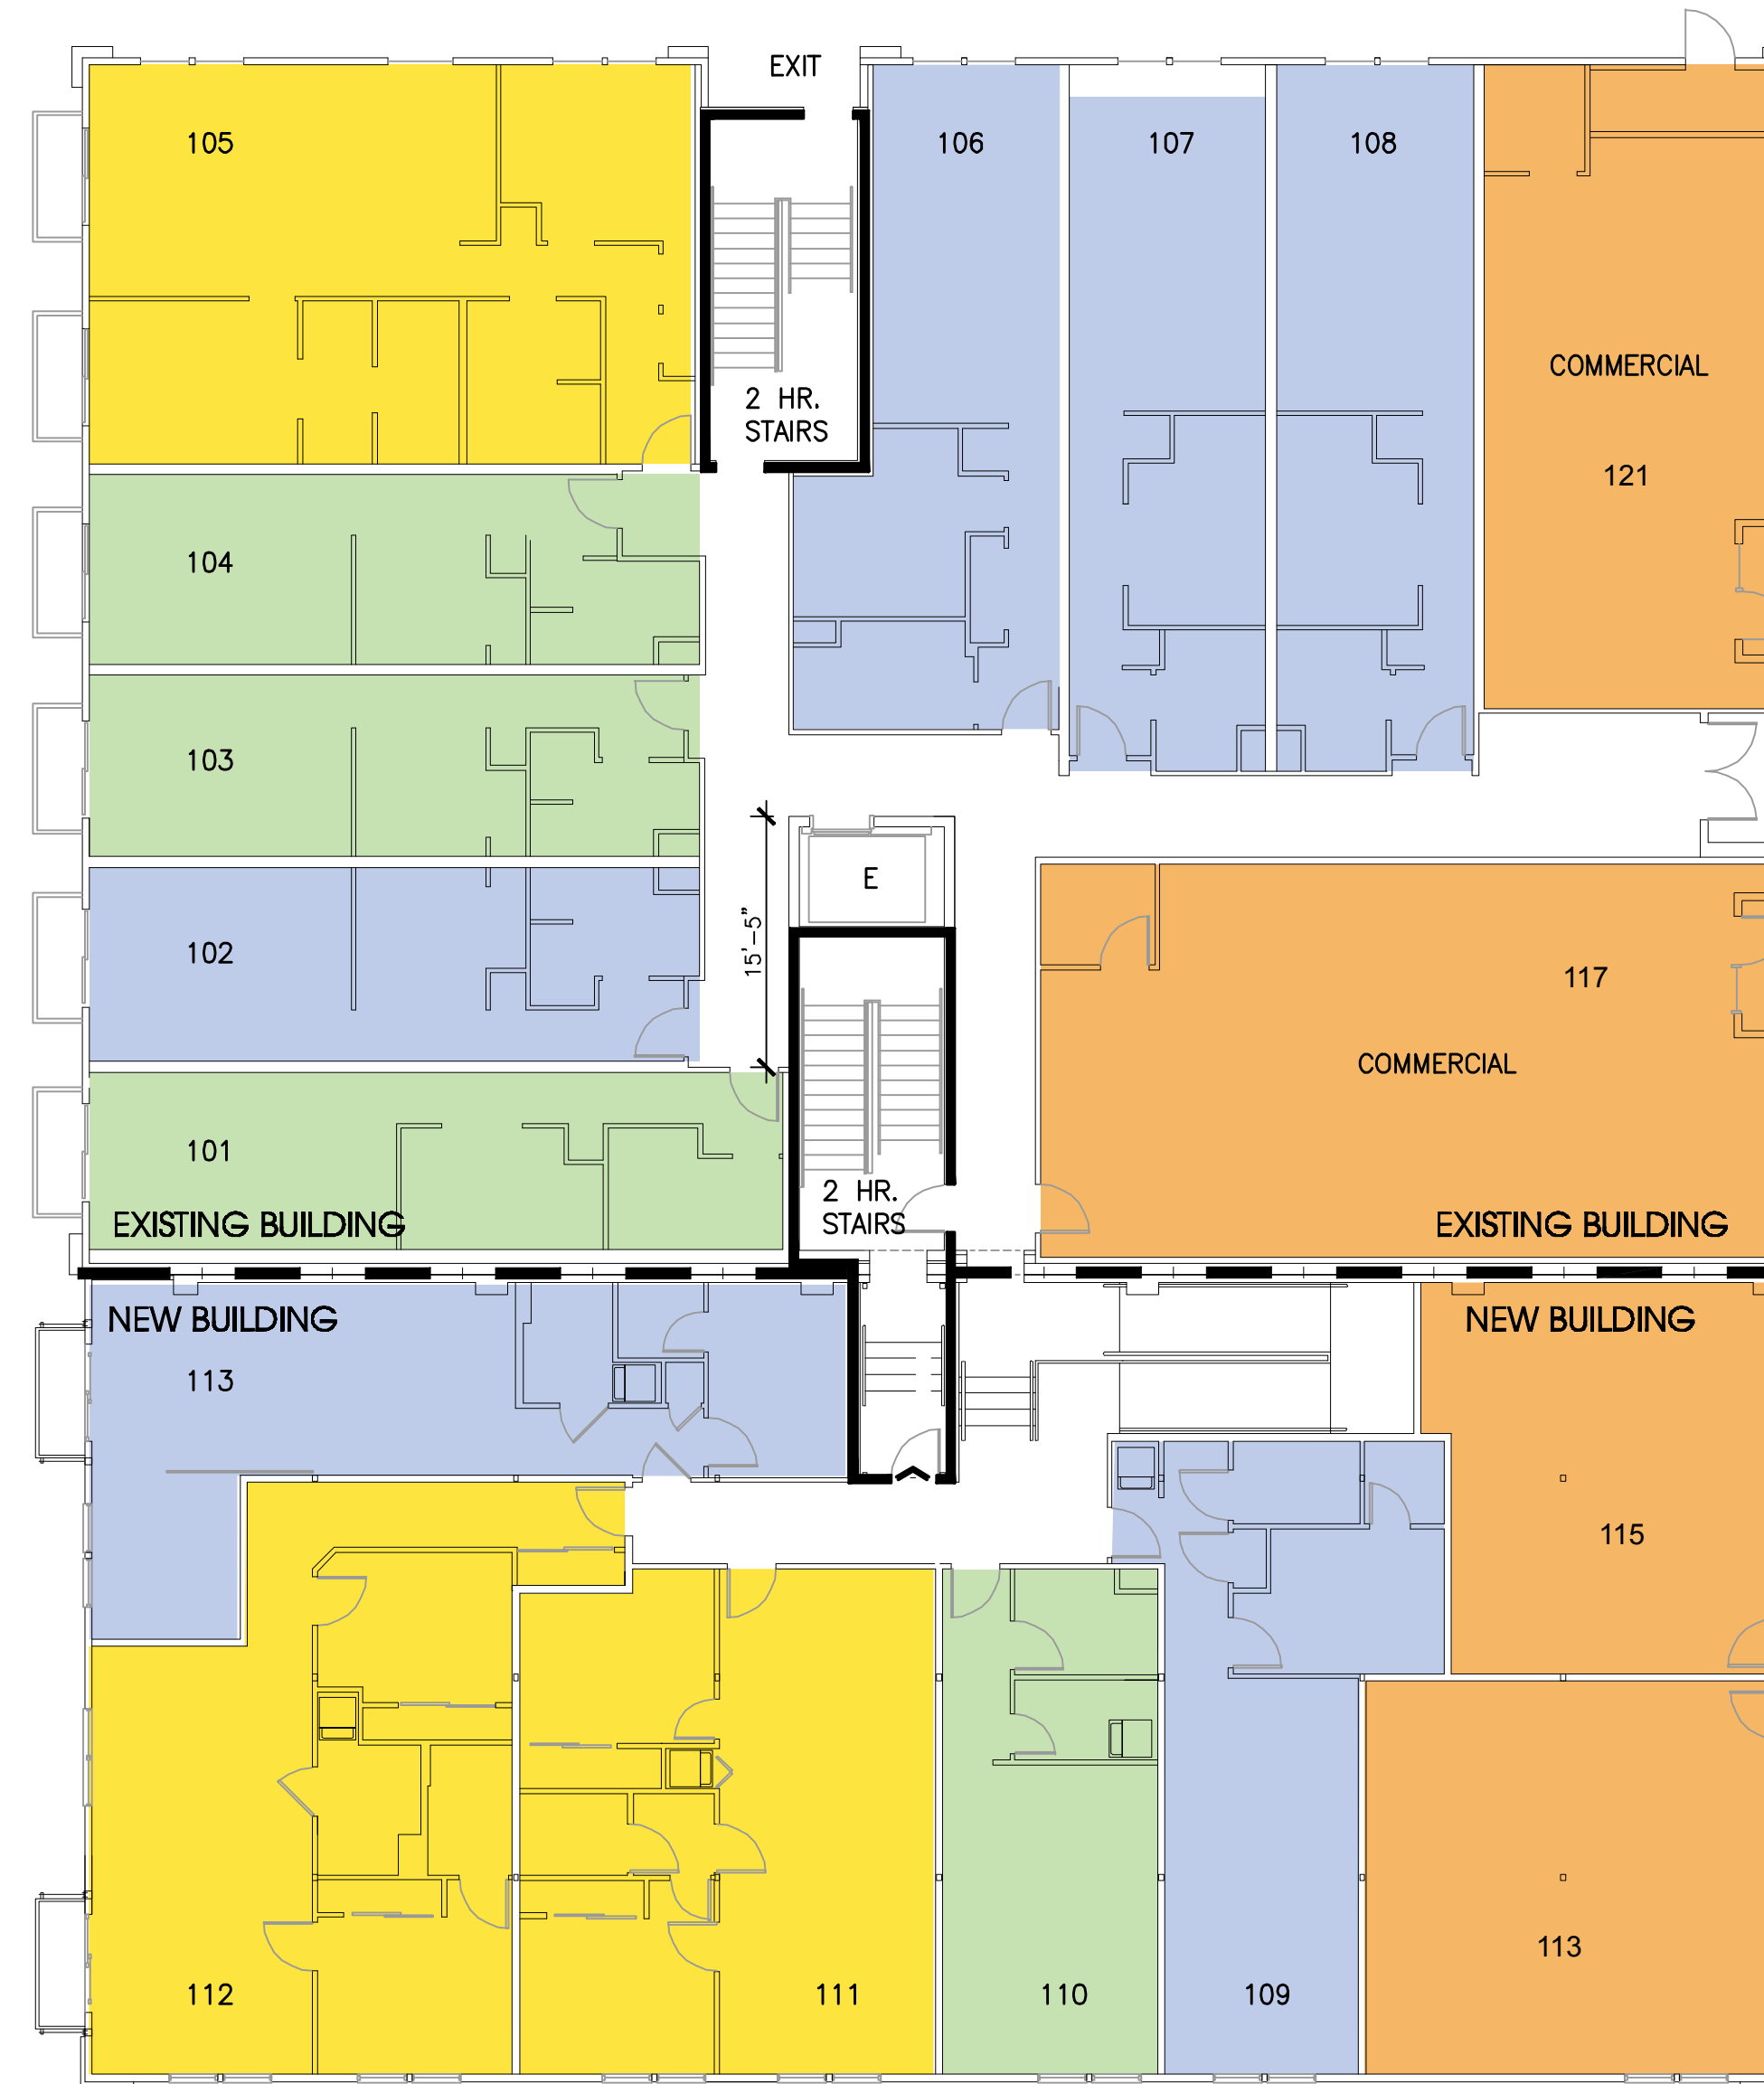 EXIT
105
106
107
108
COMMERCIAL
2 HR.
STAIRS
121
104
103
E
15'-5"
102
117
COMMERCIAL
101
2 HR.
STAIRS
EXISTING BUILDING
EXISTING BUILDING
NEW BUILDING
NEW BUILDING
113
115
113
112
111
110
109